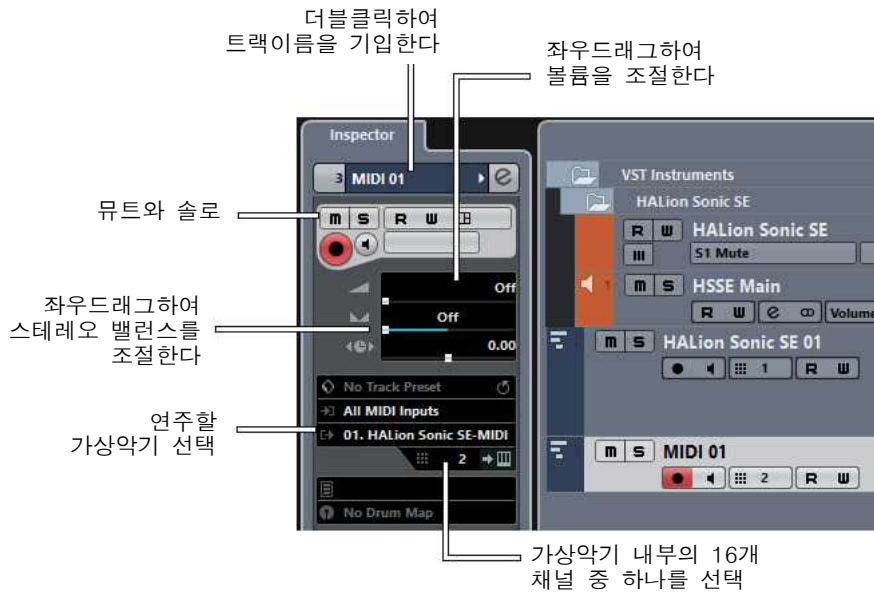 더블클릭하여
트랙이름을 기입한다
좌우드래그하여
볼륨을 조절한다
Inspector
3 MIDI 01 e
뮤트와 솔로
m S R W
좌우드래그하여
스테레오 밸런스를
조절한다
Off
Off
0.00
No Track Preset
All MIDI Inputs
연주할
가상악기 선택
01. HALion Sonic SE-MIDI
2
No Drum Map
가상악기 내부의 16개
채널 중 하나를 선택
VST Instruments
HALion Sonic SE
R W HALion Sonic SE
S1 Mute
1 m S HSSE Main
R W e Volume
m S HALion Sonic SE 01
1 R W
m S MIDI 01
2 R W